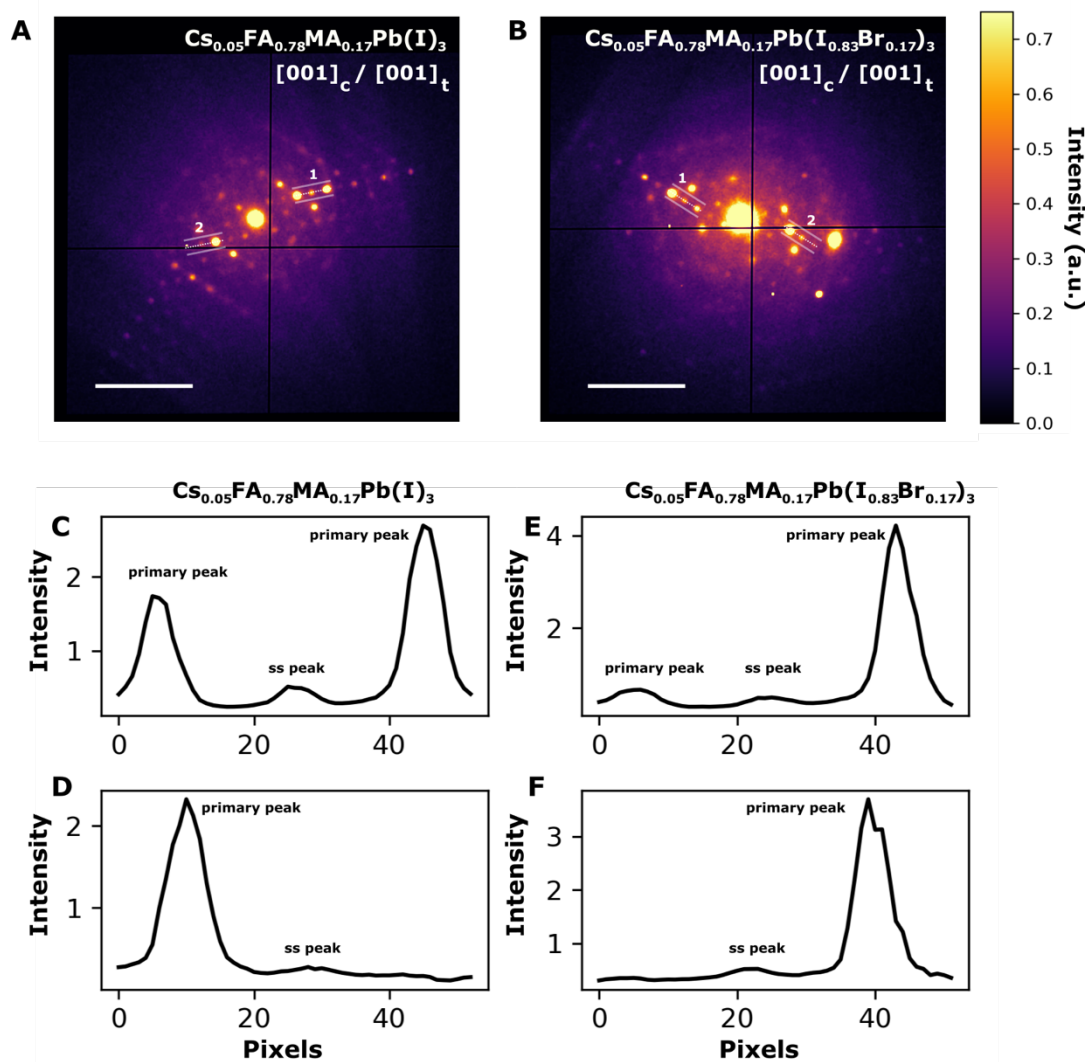 A
Cs0.05FA0.78MA0.17Pb(I)3
[001]c / [001]t
1
2
B
Cs0.05FA0.78MA0.17Pb(I0.83Br0.17)3
[001]c / [001]t
1
2
0.7
0.6
0.5
0.4
0.3
0.2
0.1
0.0
Intensity (a.u.)
Cs0.05FA0.78MA0.17Pb(I)3
C
primary peak
primary peak
ss peak
Intensity
2
1
0
20
40
Cs0.05FA0.78MA0.17Pb(I0.83Br0.17)3
E
primary peak
primary peak
ss peak
Intensity
4
2
0
20
40
D
primary peak
ss peak
Intensity
2
1
0
20
40
Pixels
F
primary peak
ss peak
Intensity
3
2
1
0
20
40
Pixels